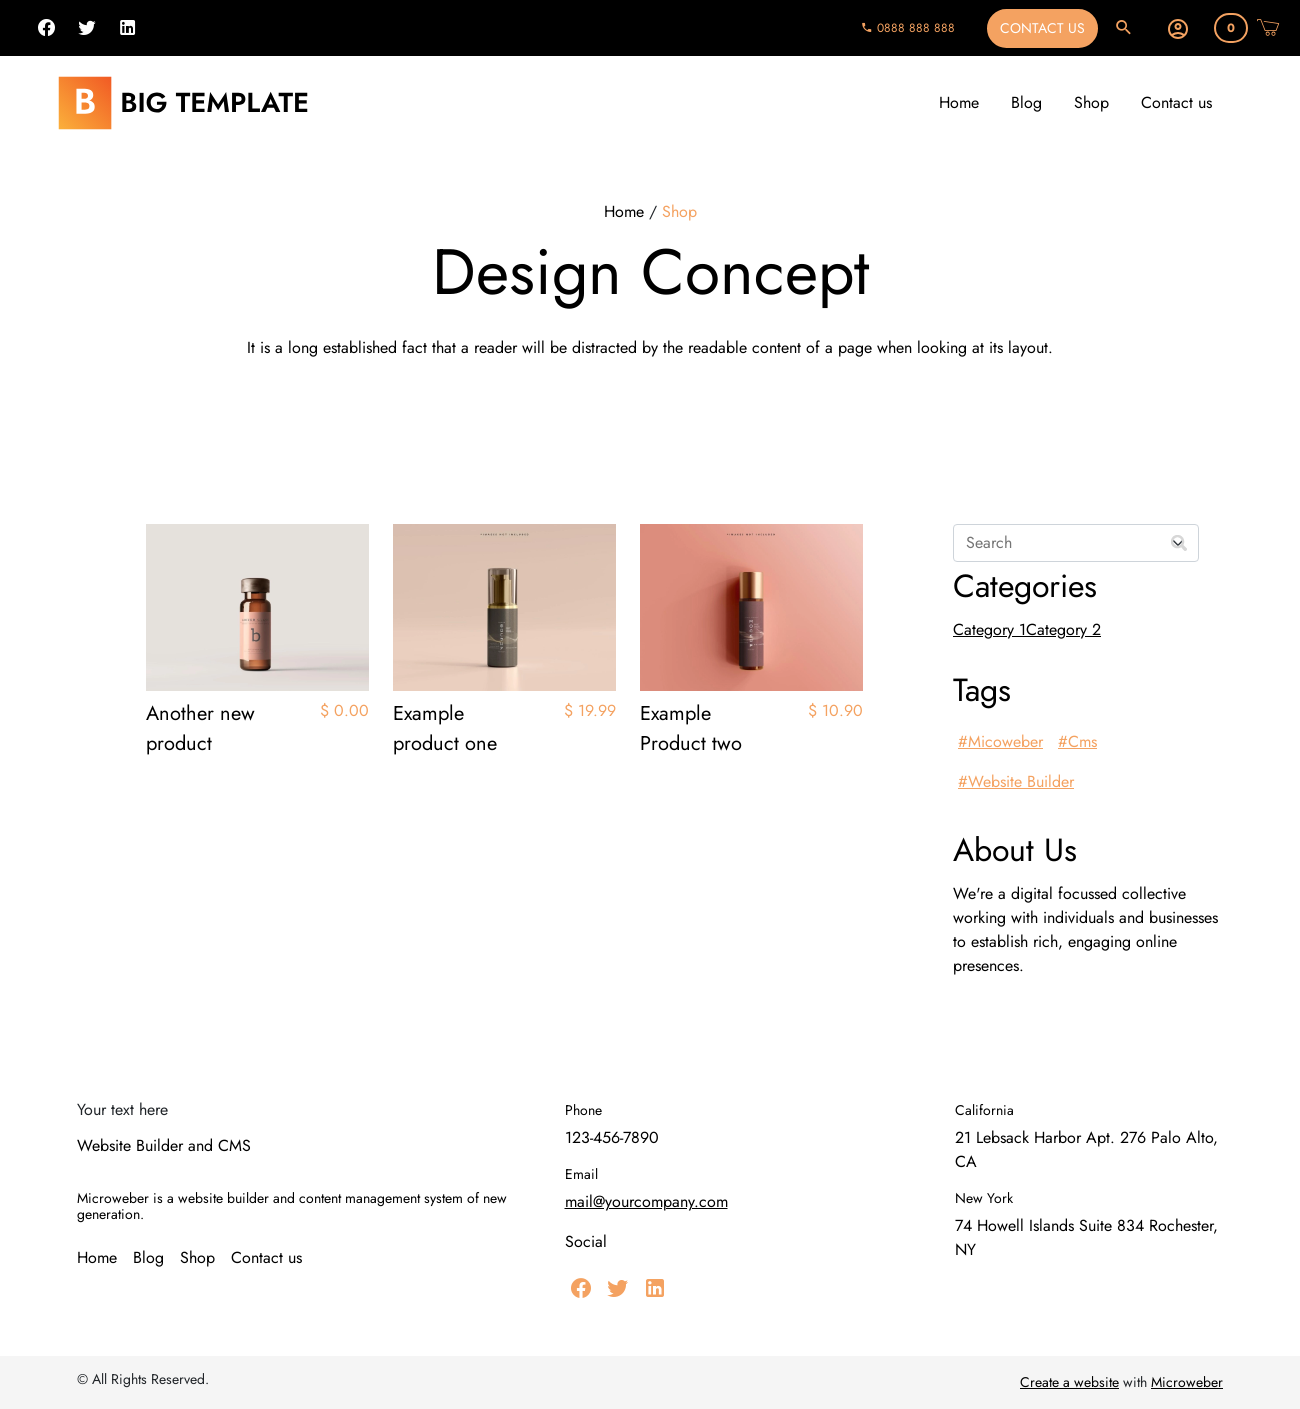 0888 888 888
CONTACT US
0
B BIG TEMPLATE
Home Blog Shop Contact us
Home / Shop
Design Concept
It is a long established fact that a reader will be distracted by the readable content of a page when looking at its layout.
b
Another new
product
$ 0.00
Example
product one
$ 19.99
Example
Product two
$ 10.90
Search
Categories
Category 1Category 2
Tags
#Micoweber #Cms
#Website Builder
About Us
We're a digital focussed collective
working with individuals and businesses
to establish rich, engaging online
presences.
Your text here
Website Builder and CMS
Microweber is a website builder and content management system of new
generation.
Home Blog Shop Contact us
Phone
123-456-7890
Email
mail@yourcompany.com
Social
California
21 Lebsack Harbor Apt. 276 Palo Alto,
CA
New York
74 Howell Islands Suite 834 Rochester,
NY
© All Rights Reserved.
Create a website with Microweber